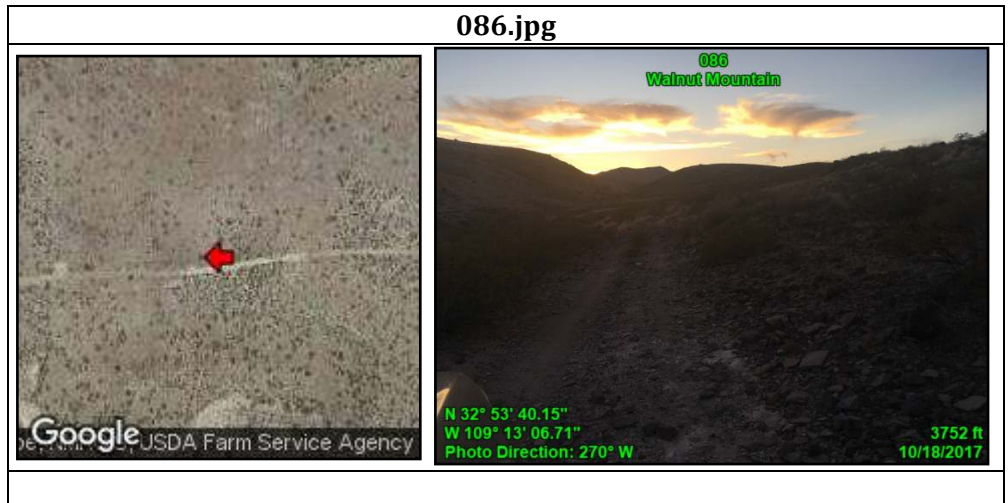 086.jpg
Google
USDA Farm Service Agency
086
Walnut Mountain
N 32° 53' 40.15"
W 109° 13' 06.71"
Photo Direction: 270° W
3752 ft
10/18/2017